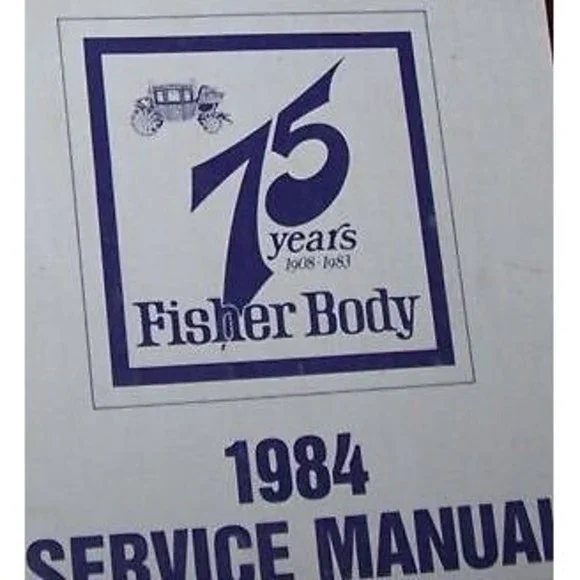 75
years
1908-1983
Fisher Body
1984
SERVICE MANUAL